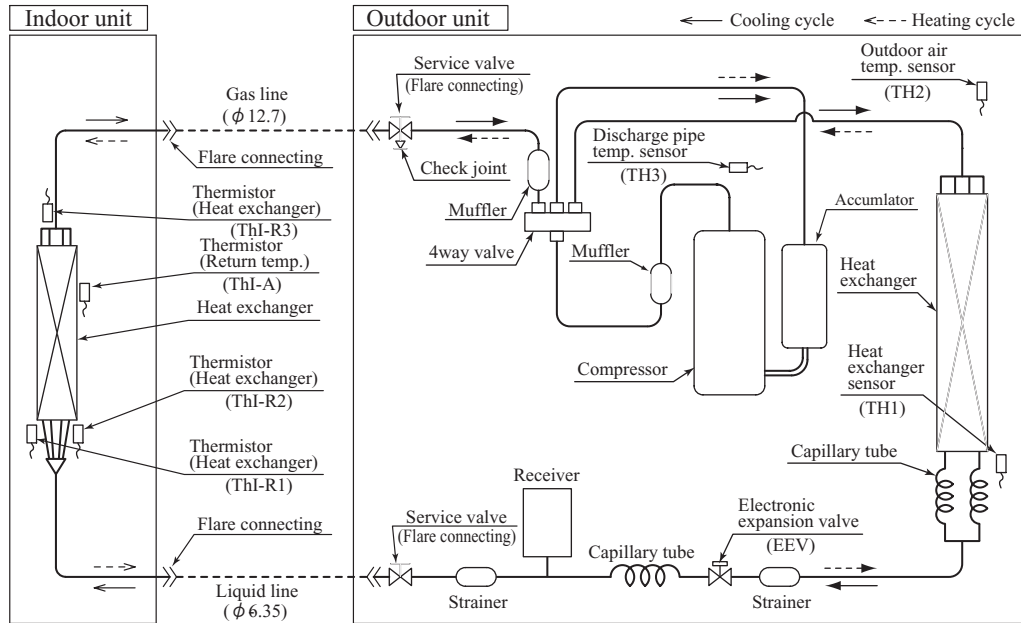 Indoor unit
Outdoor unit
Cooling cycle
Heating cycle
Service valve
(Flare connecting)
Outdoor air
temp. sensor
(TH2)
Gas line
(ϕ12.7)
Flare connecting
Check joint
Discharge pipe
temp. sensor
(TH3)
Thermistor
(Heat exchanger)
(ThI-R3)
Muffler
4way valve
Muffler
Accumlator
Thermistor
(Return temp.)
(ThI-A)
Heat
exchanger
Heat exchanger
Thermistor
(Heat exchanger)
(ThI-R2)
Compressor
Heat
exchanger
sensor
(TH1)
Thermistor
(Heat exchanger)
(ThI-R1)
Capillary tube
Receiver
Flare connecting
Service valve
(Flare connecting)
Electronic
expansion valve
(EEV)
Capillary tube
Strainer
Strainer
Liquid line
(ϕ6.35)